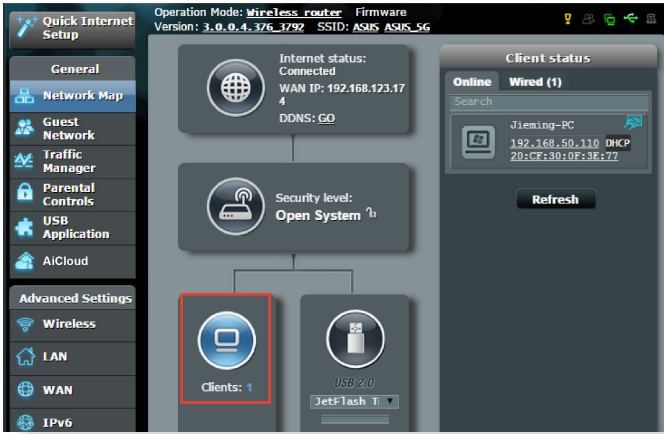 Quick Internet
Setup
Operation Mode: Wireless router Firmware
Version: 3.0.0.4.376_3792 SSID: ASUS ASUS_5G
General
Network Map
Guest
Network
Traffic
Manager
Parental
Controls
USB
Application
AiCloud
Advanced Settings
Wireless
LAN
WAN
IPv6
Internet status:
Connected
WAN IP: 192.168.123.17
4
DDNS: GO
Security level:
Open System
Clients: 1
USB 2.0
JetFlash T
Client status
Online Wired (1)
Search
Jieming-PC
192.168.50.110 DHCP
20:CF:30:0F:3E:77
Refresh